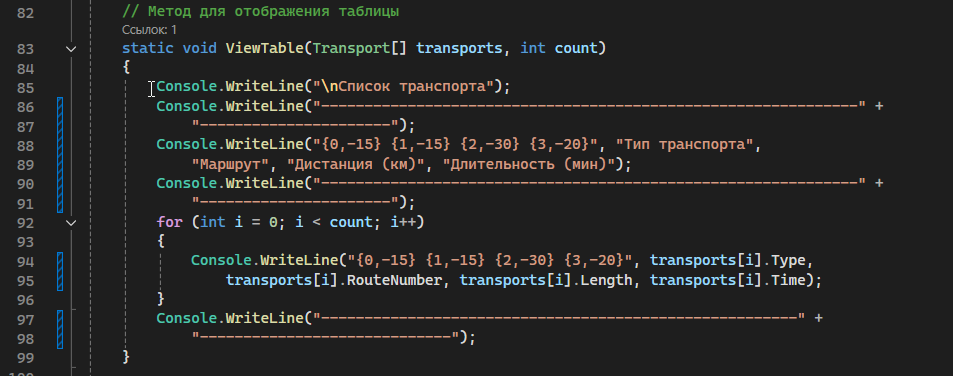 82 // Метод для отображения таблицы
Ссылок: 1
83 static void ViewTable(Transport[] transports, int count)
84 {
85 Console.WriteLine("\nСписок транспорта");
86 Console.WriteLine("--------------------------------------------------------------" +
87 "----------------------");
88 Console.WriteLine("{0,-15} {1,-15} {2,-30} {3,-20}", "Тип транспорта",
89 "Маршрут", "Дистанция (км)", "Длительность (мин)");
90 Console.WriteLine("--------------------------------------------------------------" +
91 "----------------------");
92 for (int i = 0; i < count; i++)
93 {
94 Console.WriteLine("{0,-15} {1,-15} {2,-30} {3,-20}", transports[i].Type,
95 transports[i].RouteNumber, transports[i].Length, transports[i].Time);
96 }
97 Console.WriteLine("-------------------------------------------------------" +
98 "-----------------------------");
99 }